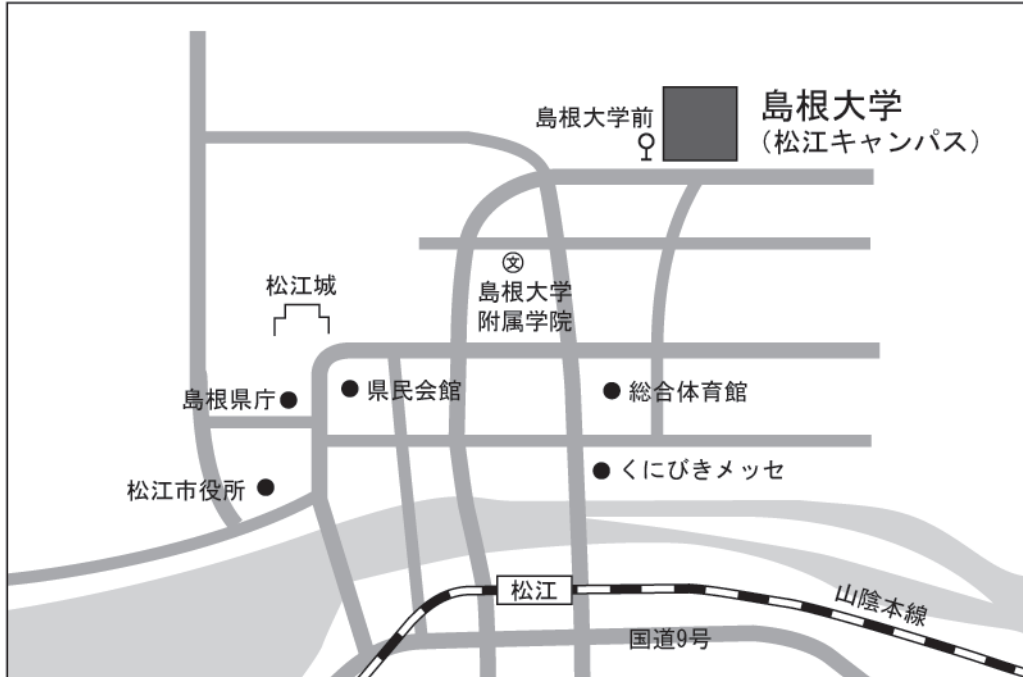 島根大学前
島根大学
（松江キャンパス）
文
島根大学
附属学院
松江城
島根県庁
県民会館
総合体育館
くにびきメッセ
松江市役所
松江
山陰本線
国道9号